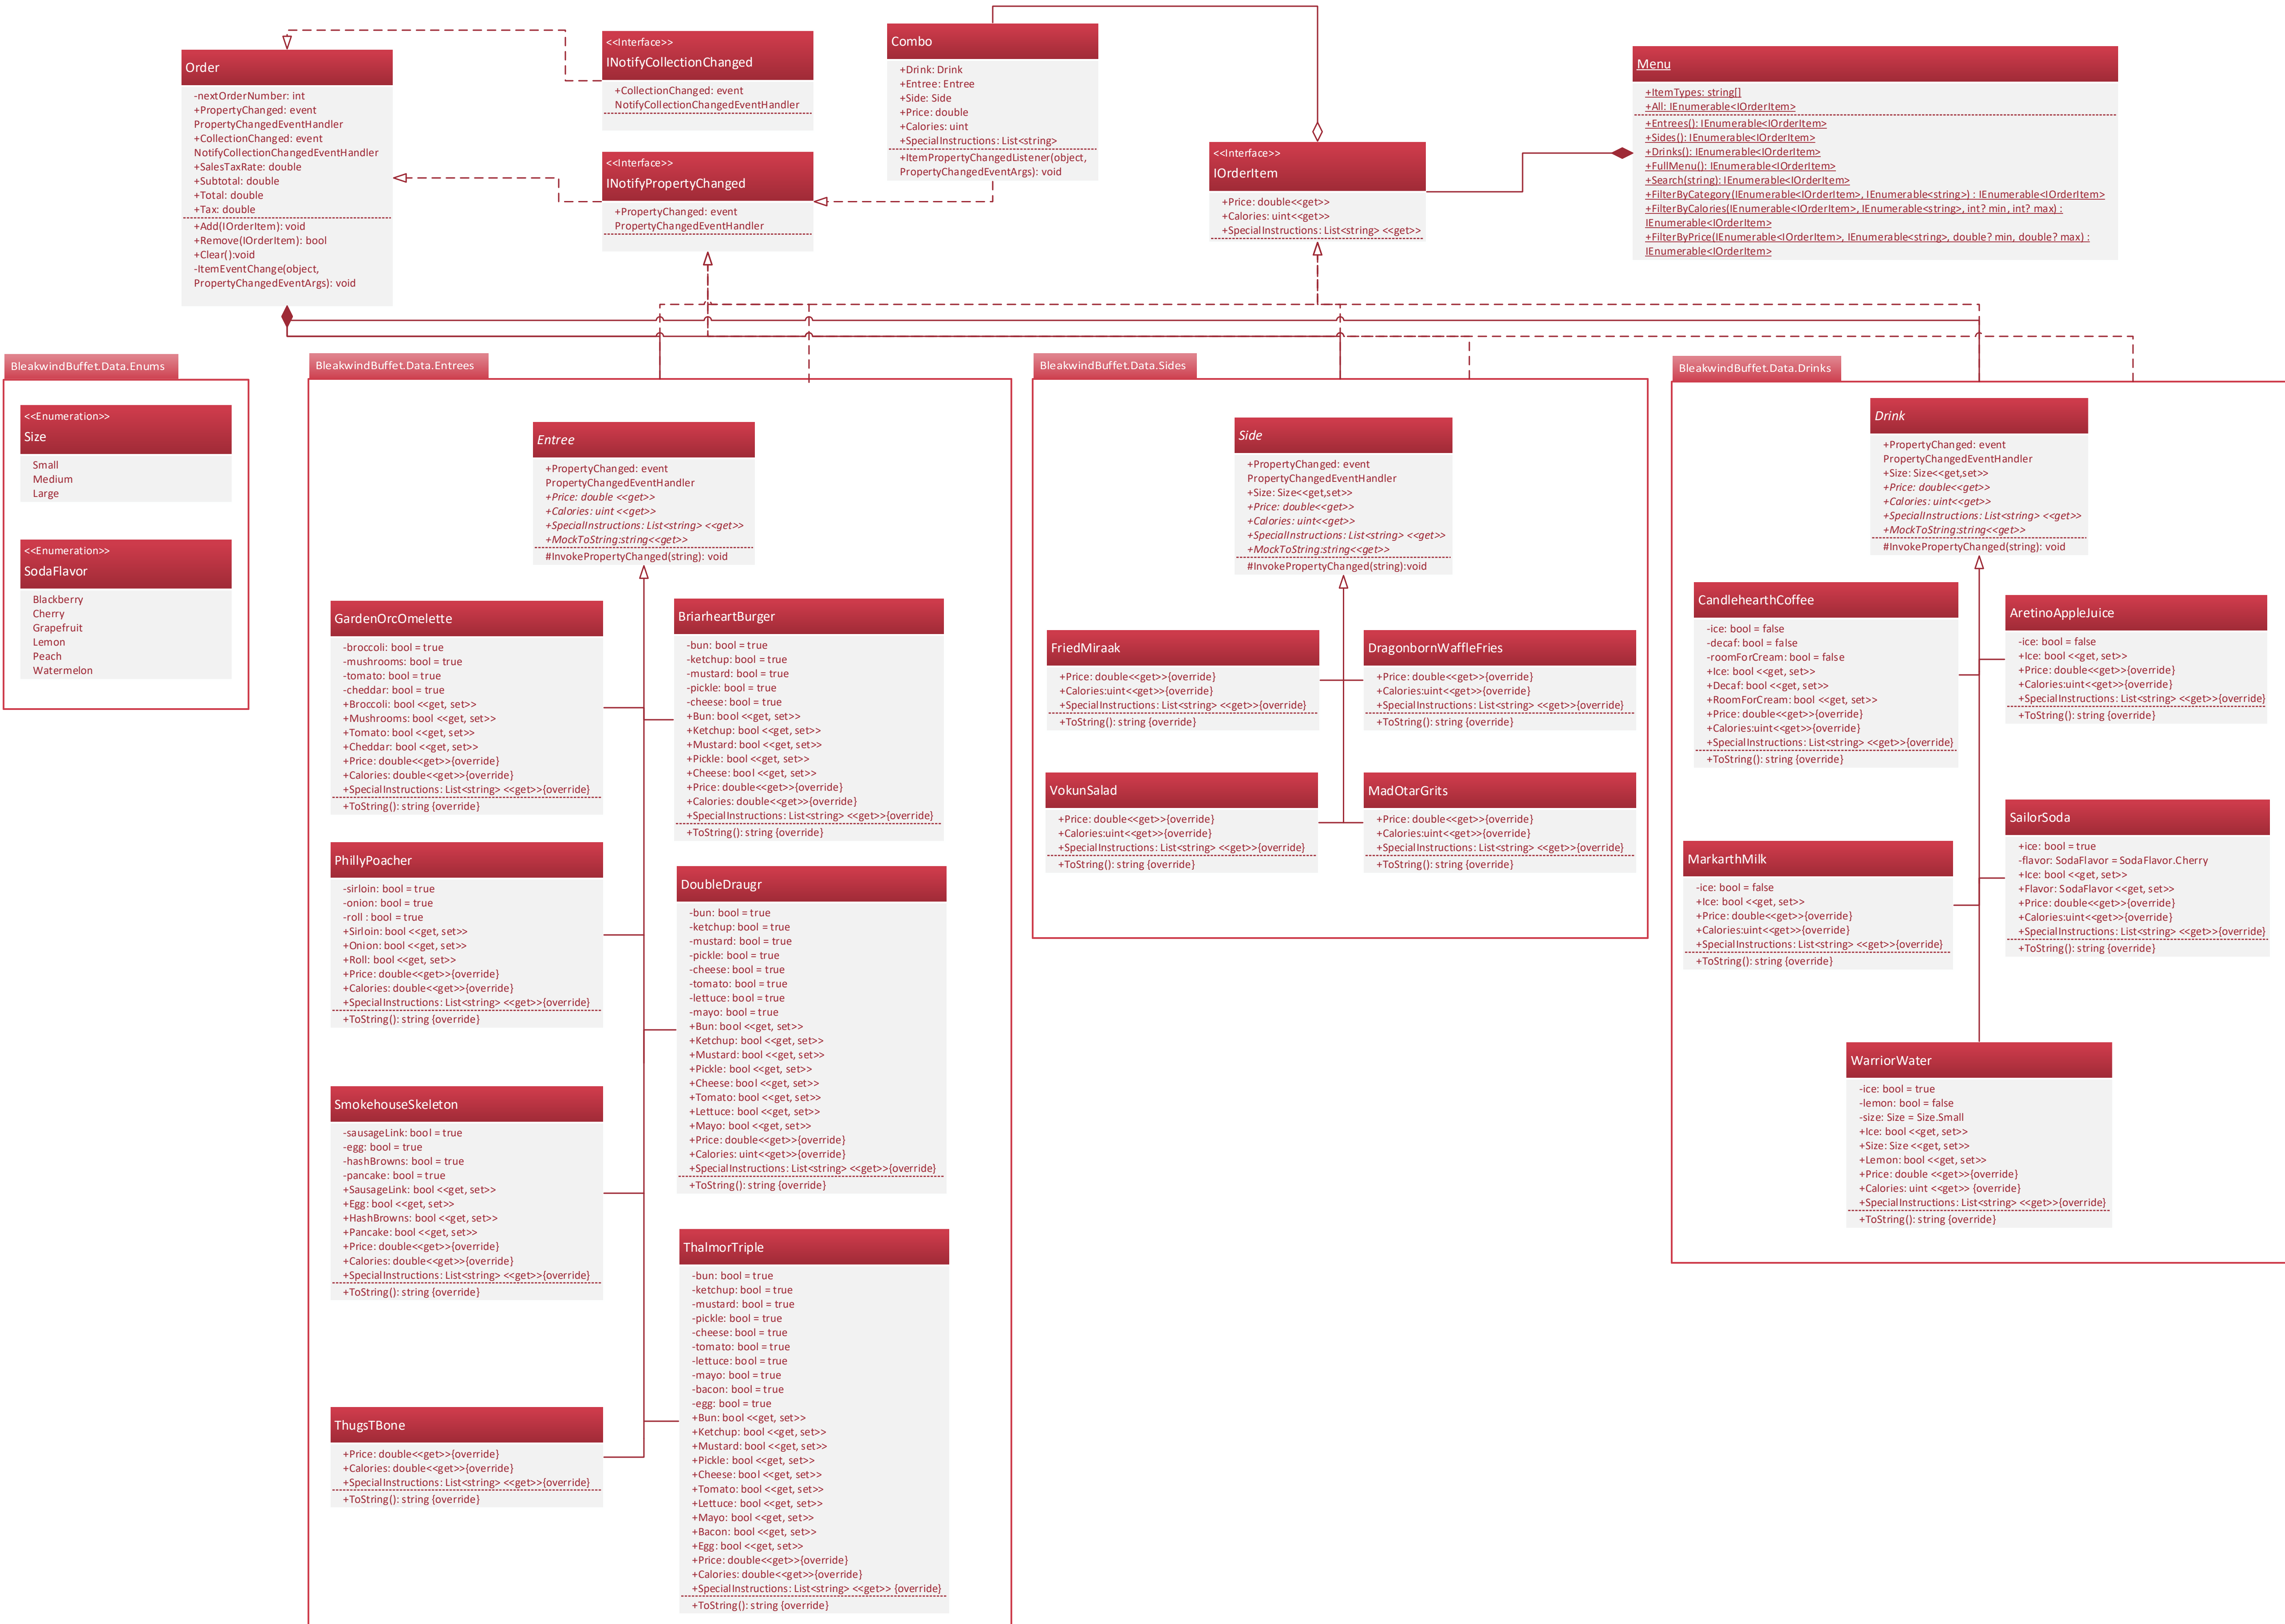 Order
-nextOrderNumber: int
+PropertyChanged: event
PropertyChangedEventHandler
+CollectionChanged: event
NotifyCollectionChangedEventHandler
+SalesTaxRate: double
+Subtotal: double
+Total: double
+Tax: double
+Add(IOrderItem): void
+Remove(IOrderItem): bool
+Clear():void
-ItemEventChange(object,
PropertyChangedEventArgs): void
<<Interface>>
INotifyCollectionChanged
+CollectionChanged: event
NotifyCollectionChangedEventHandler
<<Interface>>
INotifyPropertyChanged
+PropertyChanged: event
PropertyChangedEventHandler
Combo
+Drink: Drink
+Entree: Entree
+Side: Side
+Price: double
+Calories: uint
+SpecialInstructions: List<string>
+ItemPropertyChangedListener(object,
PropertyChangedEventArgs): void
<<Interface>>
IOrderItem
+Price: double<<get>>
+Calories: uint<<get>>
+SpecialInstructions: List<string> <<get>>
Menu
+ItemTypes: string[]
+All: IEnumerable<IOrderItem>
+Entrees(): IEnumerable<IOrderItem>
+Sides(): IEnumerable<IOrderItem>
+Drinks(): IEnumerable<IOrderItem>
+FullMenu(): IEnumerable<IOrderItem>
+Search(string): IEnumerable<IOrderItem>
+FilterByCategory(IEnumerable<IOrderItem>, IEnumerable<string>) : IEnumerable<IOrderItem>
+FilterByCalories(IEnumerable<IOrderItem>, IEnumerable<string>, int? min, int? max) :
IEnumerable<IOrderItem>
+FilterByPrice(IEnumerable<IOrderItem>, IEnumerable<string>, double? min, double? max) :
IEnumerable<IOrderItem>
BleakwindBuffet.Data.Enums
<<Enumeration>>
Size
Small
Medium
Large
<<Enumeration>>
SodaFlavor
Blackberry
Cherry
Grapefruit
Lemon
Peach
Watermelon
BleakwindBuffet.Data.Entrees
Entree
+PropertyChanged: event
PropertyChangedEventHandler
+Price: double <<get>>
+Calories: uint <<get>>
+SpecialInstructions: List<string> <<get>>
+MockToString:string<<get>>
#InvokePropertyChanged(string): void
GardenOrcOmelette
-broccoli: bool = true
-mushrooms: bool = true
-tomato: bool = true
-cheddar: bool = true
+Broccoli: bool <<get, set>>
+Mushrooms: bool <<get, set>>
+Tomato: bool <<get, set>>
+Cheddar: bool <<get, set>>
+Price: double<<get>>{override}
+Calories: double<<get>>{override}
+SpecialInstructions: List<string> <<get>>{override}
+ToString(): string {override}
BriarheartBurger
-bun: bool = true
-ketchup: bool = true
-mustard: bool = true
-pickle: bool = true
-cheese: bool = true
+Bun: bool <<get, set>>
+Ketchup: bool <<get, set>>
+Mustard: bool <<get, set>>
+Pickle: bool <<get, set>>
+Cheese: bool <<get, set>>
+Price: double<<get>>{override}
+Calories: double<<get>>{override}
+SpecialInstructions: List<string> <<get>>{override}
+ToString(): string {override}
PhillyPoacher
-sirloin: bool = true
-onion: bool = true
-roll : bool = true
+Sirloin: bool <<get, set>>
+Onion: bool <<get, set>>
+Roll: bool <<get, set>>
+Price: double<<get>>{override}
+Calories: double<<get>>{override}
+SpecialInstructions: List<string> <<get>>{override}
+ToString(): string {override}
DoubleDraugr
-bun: bool = true
-ketchup: bool = true
-mustard: bool = true
-pickle: bool = true
-cheese: bool = true
-tomato: bool = true
-lettuce: bool = true
-mayo: bool = true
+Bun: bool <<get, set>>
+Ketchup: bool <<get, set>>
+Mustard: bool <<get, set>>
+Pickle: bool <<get, set>>
+Cheese: bool <<get, set>>
+Tomato: bool <<get, set>>
+Lettuce: bool <<get, set>>
+Mayo: bool <<get, set>>
+Price: double<<get>>{override}
+Calories: uint<<get>>{override}
+SpecialInstructions: List<string> <<get>>{override}
+ToString(): string {override}
SmokehouseSkeleton
-sausageLink: bool = true
-egg: bool = true
-hashBrowns: bool = true
-pancake: bool = true
+SausageLink: bool <<get, set>>
+Egg: bool <<get, set>>
+HashBrowns: bool <<get, set>>
+Pancake: bool <<get, set>>
+Price: double<<get>>{override}
+Calories: double<<get>>{override}
+SpecialInstructions: List<string> <<get>>{override}
+ToString(): string {override}
ThalmorTriple
-bun: bool = true
-ketchup: bool = true
-mustard: bool = true
-pickle: bool = true
-cheese: bool = true
-tomato: bool = true
-lettuce: bool = true
-mayo: bool = true
-bacon: bool = true
-egg: bool = true
+Bun: bool <<get, set>>
+Ketchup: bool <<get, set>>
+Mustard: bool <<get, set>>
+Pickle: bool <<get, set>>
+Cheese: bool <<get, set>>
+Tomato: bool <<get, set>>
+Lettuce: bool <<get, set>>
+Mayo: bool <<get, set>>
+Bacon: bool <<get, set>>
+Egg: bool <<get, set>>
+Price: double<<get>>{override}
+Calories: double<<get>>{override}
+SpecialInstructions: List<string> <<get>> {override}
+ToString(): string {override}
ThugsTBone
+Price: double<<get>>{override}
+Calories: double<<get>>{override}
+SpecialInstructions: List<string> <<get>>{override}
+ToString(): string {override}
BleakwindBuffet.Data.Sides
Side
+PropertyChanged: event
PropertyChangedEventHandler
+Size: Size<<get,set>>
+Price: double<<get>>
+Calories: uint<<get>>
+SpecialInstructions: List<string> <<get>>
+MockToString:string<<get>>
#InvokePropertyChanged(string):void
FriedMiraak
+Price: double<<get>>{override}
+Calories:uint<<get>>{override}
+SpecialInstructions: List<string> <<get>>{override}
+ToString(): string {override}
DragonbornWaffleFries
+Price: double<<get>>{override}
+Calories:uint<<get>>{override}
+SpecialInstructions: List<string> <<get>>{override}
+ToString(): string {override}
VokunSalad
+Price: double<<get>>{override}
+Calories:uint<<get>>{override}
+SpecialInstructions: List<string> <<get>>{override}
+ToString(): string {override}
MadOtarGrits
+Price: double<<get>>{override}
+Calories:uint<<get>>{override}
+SpecialInstructions: List<string> <<get>>{override}
+ToString(): string {override}
BleakwindBuffet.Data.Drinks
Drink
+PropertyChanged: event
PropertyChangedEventHandler
+Size: Size<<get,set>>
+Price: double<<get>>
+Calories: uint<<get>>
+SpecialInstructions: List<string> <<get>>
+MockToString:string<<get>>
#InvokePropertyChanged(string): void
CandlehearthCoffee
-ice: bool = false
-decaf: bool = false
-roomForCream: bool = false
+Ice: bool <<get, set>>
+Decaf: bool <<get, set>>
+RoomForCream: bool <<get, set>>
+Price: double<<get>>{override}
+Calories:uint<<get>>{override}
+SpecialInstructions: List<string> <<get>>{override}
+ToString(): string {override}
AretinoAppleJuice
-ice: bool = false
+Ice: bool <<get, set>>
+Price: double<<get>>{override}
+Calories:uint<<get>>{override}
+SpecialInstructions: List<string> <<get>>{override}
+ToString(): string {override}
MarkarthMilk
-ice: bool = false
+Ice: bool <<get, set>>
+Price: double<<get>>{override}
+Calories:uint<<get>>{override}
+SpecialInstructions: List<string> <<get>>{override}
+ToString(): string {override}
SailorSoda
+ice: bool = true
-flavor: SodaFlavor = SodaFlavor.Cherry
+Ice: bool <<get, set>>
+Flavor: SodaFlavor <<get, set>>
+Price: double<<get>>{override}
+Calories:uint<<get>>{override}
+SpecialInstructions: List<string> <<get>>{override}
+ToString(): string {override}
WarriorWater
-ice: bool = true
-lemon: bool = false
-size: Size = Size.Small
+Ice: bool <<get, set>>
+Size: Size <<get, set>>
+Lemon: bool <<get, set>>
+Price: double <<get>>{override}
+Calories: uint <<get>> {override}
+SpecialInstructions: List<string> <<get>>{override}
+ToString(): string {override}